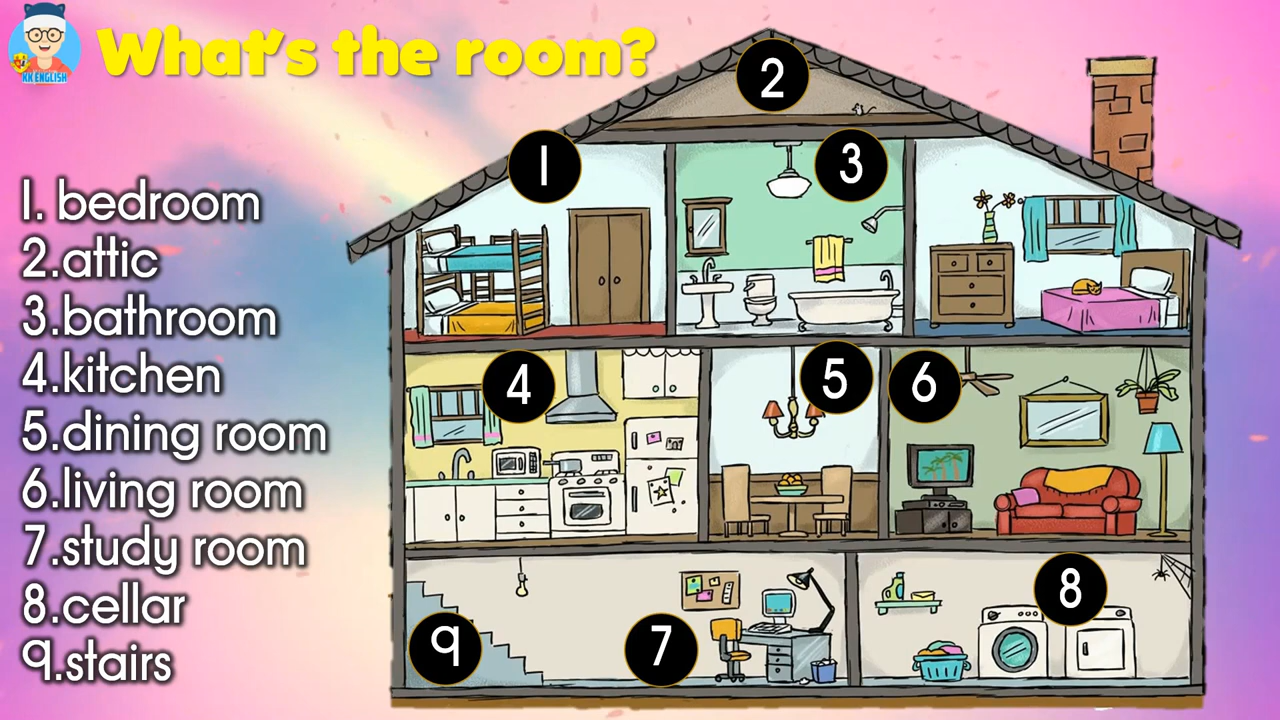 KK ENGLISH
What's the room?
1. bedroom
2.attic
3.bathroom
4.kitchen
5.dining room
6.living room
7.study room
8.cellar
9.stairs
2
1
3
4
5
6
8
9
7